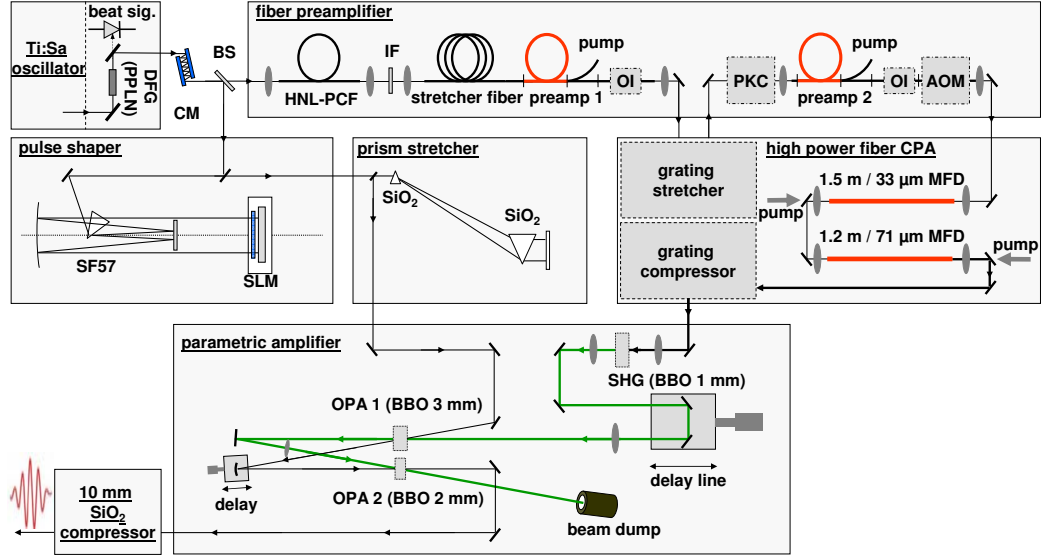 beat sig.
Ti:Sa
oscillator
DFG
(PPLN)
CM
BS
fiber preamplifier
HNL-PCF
IF
stretcher fiber
preamp 1
pump
OI
PKC
preamp 2
pump
OI
AOM
pulse shaper
SF57
SLM
prism stretcher
SiO2
SiO2
high power fiber CPA
grating
stretcher
grating
compressor
1.5 m / 33 µm MFD
pump
1.2 m / 71 µm MFD
pump
parametric amplifier
SHG (BBO 1 mm)
OPA 1 (BBO 3 mm)
delay
OPA 2 (BBO 2 mm)
beam dump
delay line
10 mm
SiO2
compressor